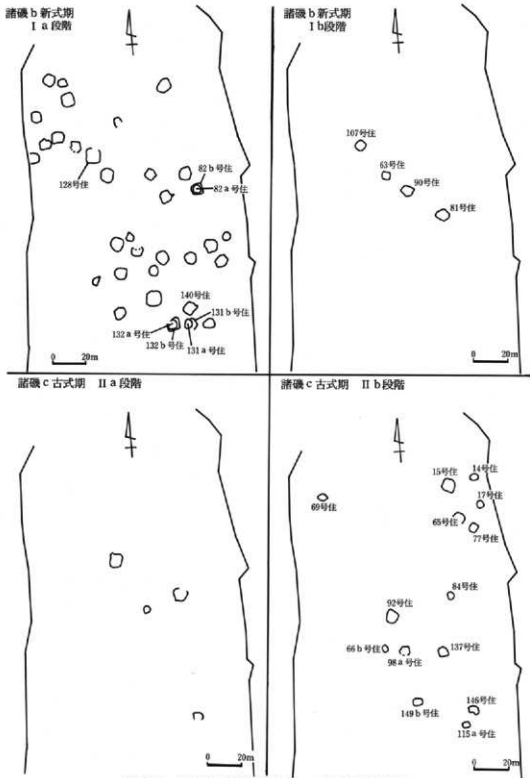 諸磯b新式期
Ⅰa段階
128号住
82b号住
82a号住
140号住
131b号住
132a号住
132b号住
131a号住
0 20m
諸磯b新式期
Ⅰb段階
107号住
63号住
90号住
81号住
0 20m
諸磯c古式期 Ⅱa段階
0 20m
諸磯c古式期 Ⅱb段階
15号住
14号住
69号住
17号住
65号住
77号住
84号住
92号住
66b号住
98a号住
137号住
149b号住
146号住
115a号住
0 20m